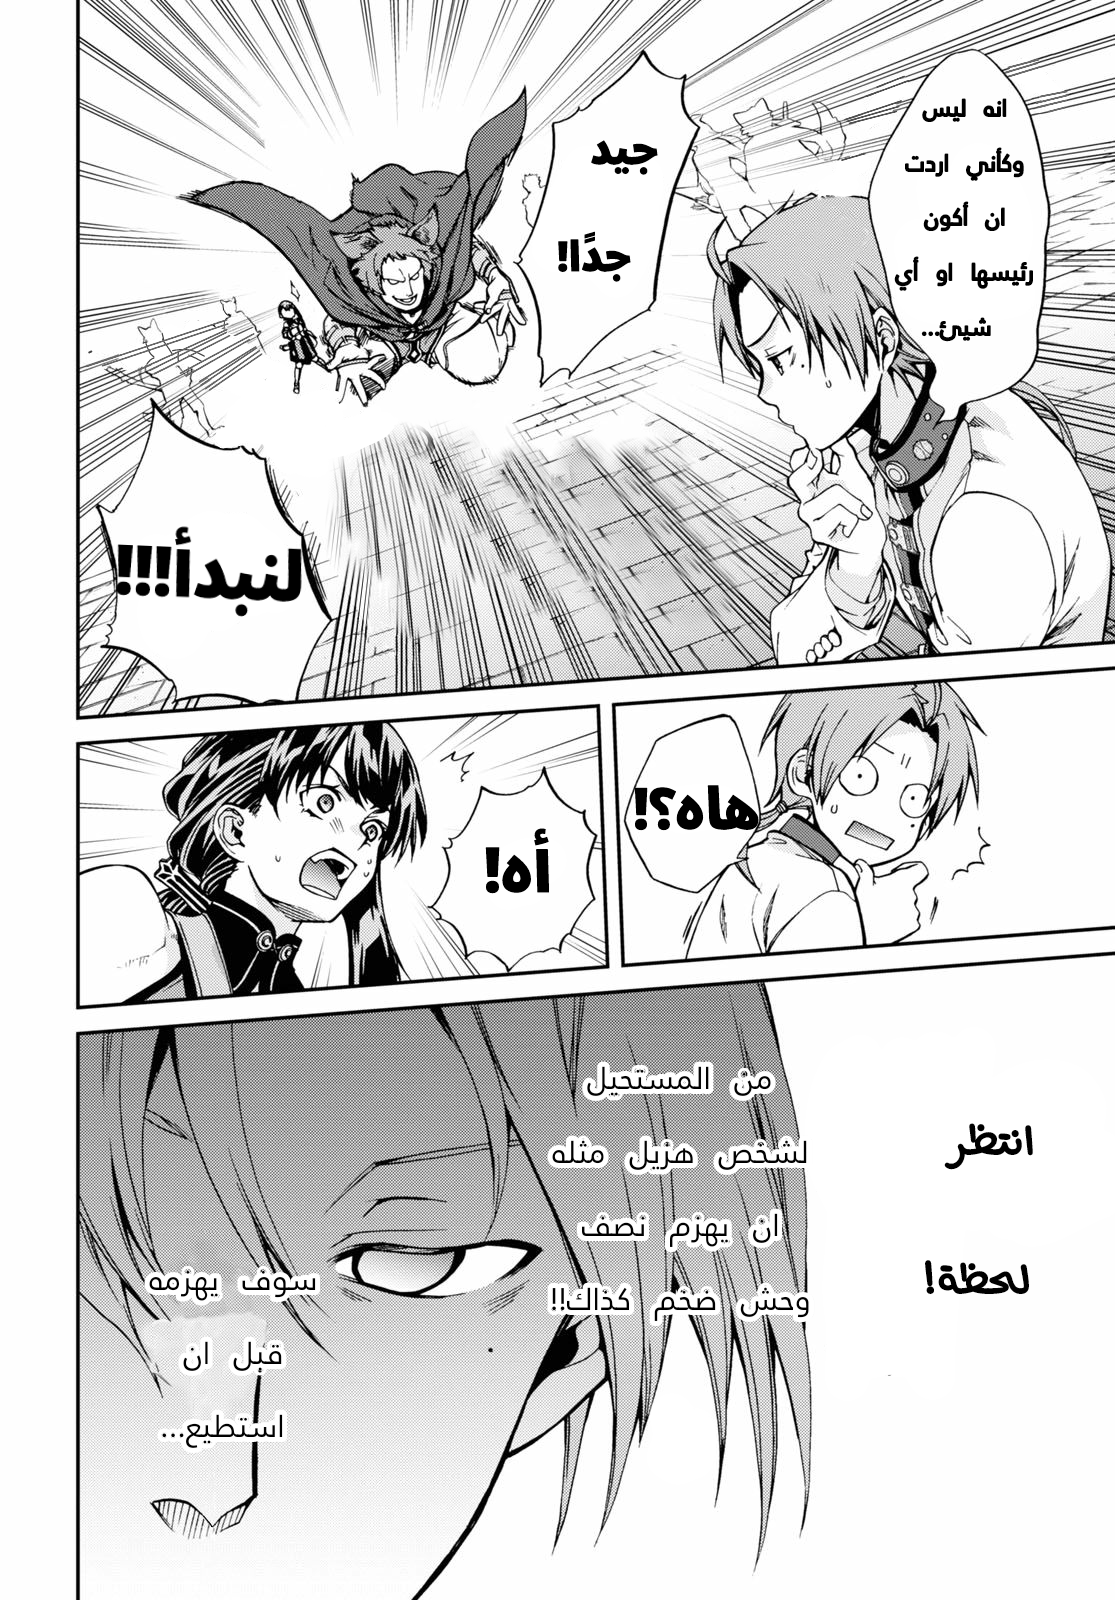 انه ليس
وكأني اردت
ان أكون
رئيسها او أي
شيئ...
جيد
جدًا!
لنبدأ!!!
هاه؟!
أه!
انتظر
لحظة!
من المستحيل
لشخص هزيل مثله
ان يهزم نصف
وحش ضخم كذاك!!
سوف يهزمه
قبل ان
استطيع...